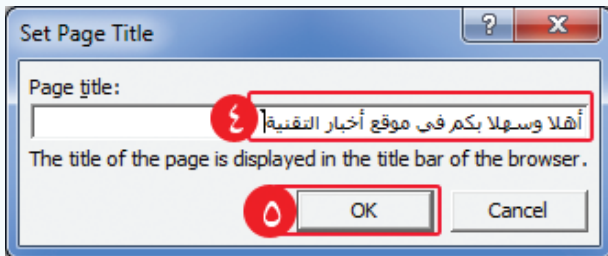 Set Page Title
Page title:
أهلا وسهلا بكم في موقع أخبار التقنية ٤
The title of the page is displayed in the title bar of the browser.
٥ OK Cancel